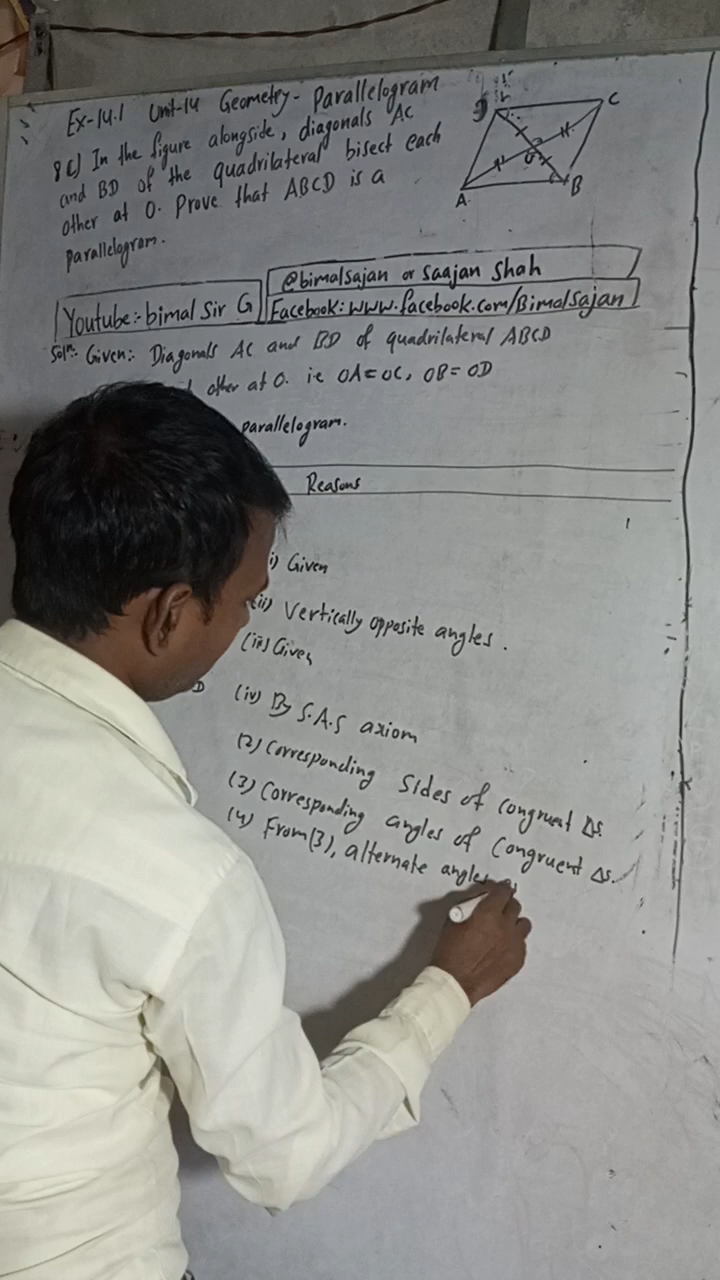 Ex-14.1 Unit-14 Geometry - Parallelogram
8 c) In the figure alongside, diagonals AC
and BD of the quadrilateral bisect each
other at O. Prove that ABCD is a
parallelogram.
D
C
O
A
B
@bimalsajan or Saajan Shah
Youtube:- bimal Sir G
Facebook: www.facebook.com/Bimalsajan
Solⁿ:- Given:- Diagonals AC and BD of quadrilateral ABCD
other at O. i.e OA=OC, OB=OD
parallelogram.
Reasons
i) Given
ii) Vertically opposite angles.
(iii) Given
(iv) By S.A.S axiom
(2) Corresponding Sides of Congruent Δs
(3) Corresponding angles of Congruent Δs.
(4) From (3), alternate angles